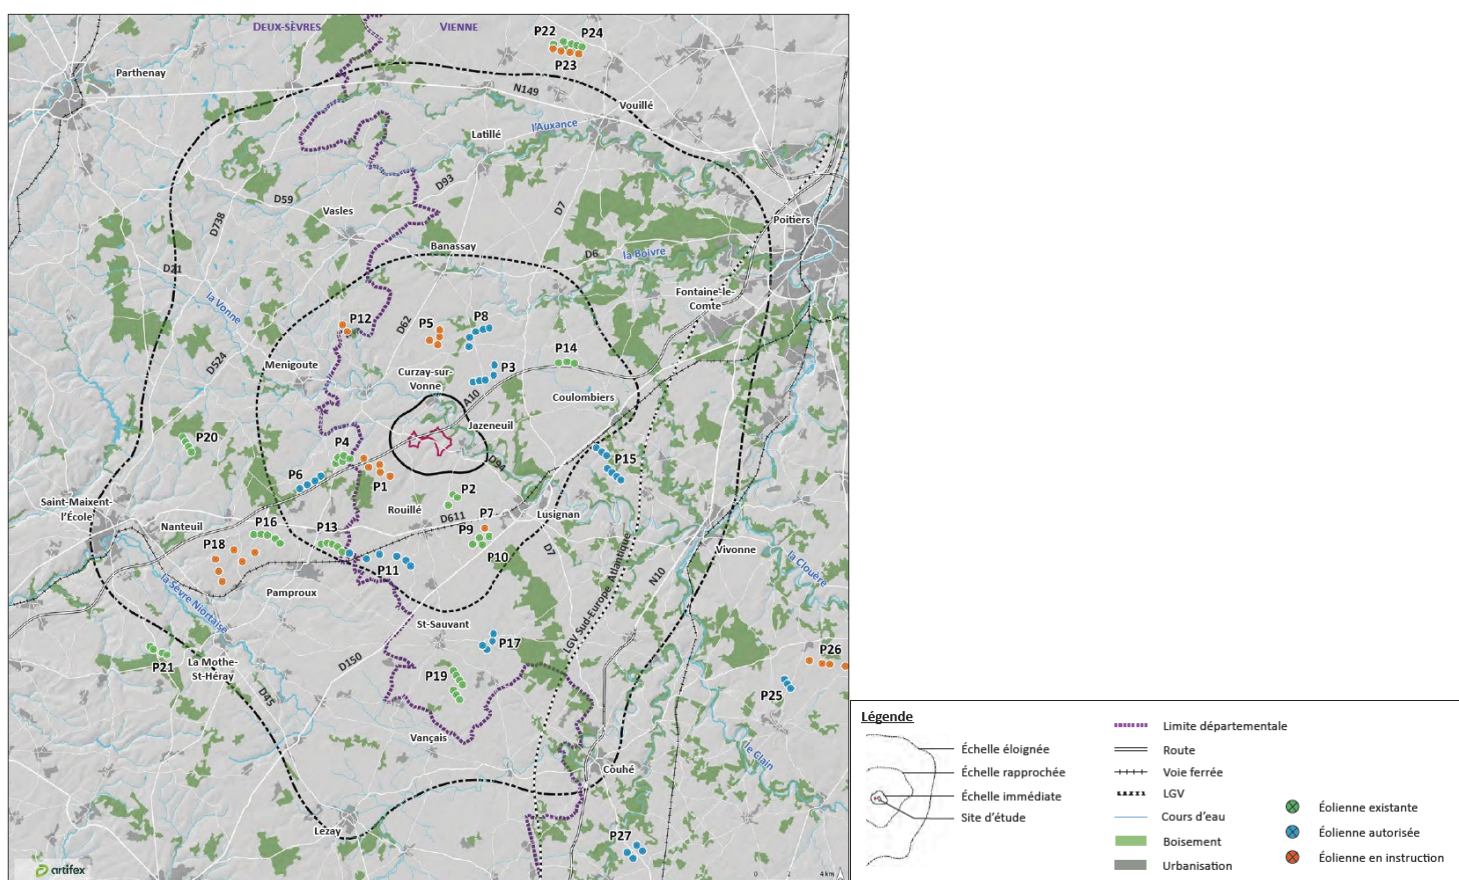 DEUX-SÈVRES
VIENNE
P22
P24
P23
Parthenay
N149
Vouillé
l'Auxance
Latillé
D93
D59
D7
Vasles
D738
Poitiers
Banassay
D6
la Boivre
D21
la Vonne
Fontaine-le-
Comte
P12
D62
P5
P8
P14
D524
Menigoute
P3
Curzay-sur-
Vonne
A10
Coulombiers
Jazeneuil
P20
P4
D94
P15
P6
P1
P2
Saint-Maixent-
l'École
Rouillé
Lusignan
Nanteuil
P16
P13
D611
P7
P9
P18
P10
D7
Vivonne
P11
la Clouère
Pamproux
N10
la Sèvre Niortaise
LGV Sud-Europe Atlantique
St-Sauvant
P17
P26
P21
La Mothe-
St-Héray
D150
P19
P25
D45
Vançais
le Clain
Couhé
Lezay
P27
artifex
0 2 4 km
Légende
Échelle éloignée
Échelle rapprochée
Échelle immédiate
Site d'étude
Limite départementale
Route
Voie ferrée
LGV
Cours d'eau
Boisement
Urbanisation
Éolienne existante
Éolienne autorisée
Éolienne en instruction